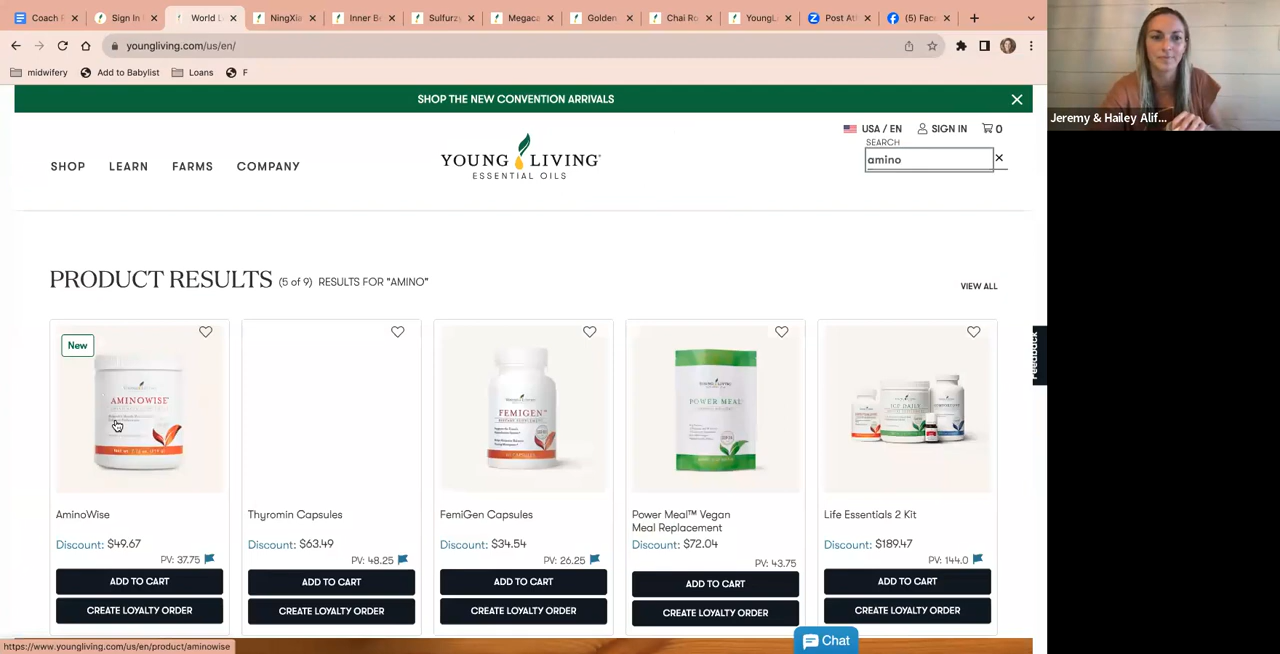 Coach R
Sign In
World L
NingXia
Inner Be
Sulfurzy
Megaca
Golden
Chai Ro
YoungL
Post Att
(5) Fac
youngliving.com/us/en/
midwifery
Add to Babylist
Loans
F
Jeremy & Hailey Alif...
SHOP THE NEW CONVENTION ARRIVALS
USA / EN
SIGN IN
0
SEARCH
amino
SHOP
LEARN
FARMS
COMPANY
YOUNG LIVING
ESSENTIAL OILS
PRODUCT RESULTS (5 of 9) RESULTS FOR "AMINO"
VIEW ALL
Feedback
New
AMINOWISE
FEMIGEN
POWER MEAL
AminoWise
Discount: $49.67
PV: 37.75
ADD TO CART
CREATE LOYALTY ORDER
Thyromin Capsules
Discount: $63.49
PV: 48.25
ADD TO CART
CREATE LOYALTY ORDER
FemiGen Capsules
Discount: $34.54
PV: 26.25
ADD TO CART
CREATE LOYALTY ORDER
Power Meal™ Vegan
Meal Replacement
Discount: $72.04
PV: 43.75
ADD TO CART
CREATE LOYALTY ORDER
Life Essentials 2 Kit
Discount: $189.47
PV: 144.0
ADD TO CART
CREATE LOYALTY ORDER
Chat
https://www.youngliving.com/us/en/product/aminowise